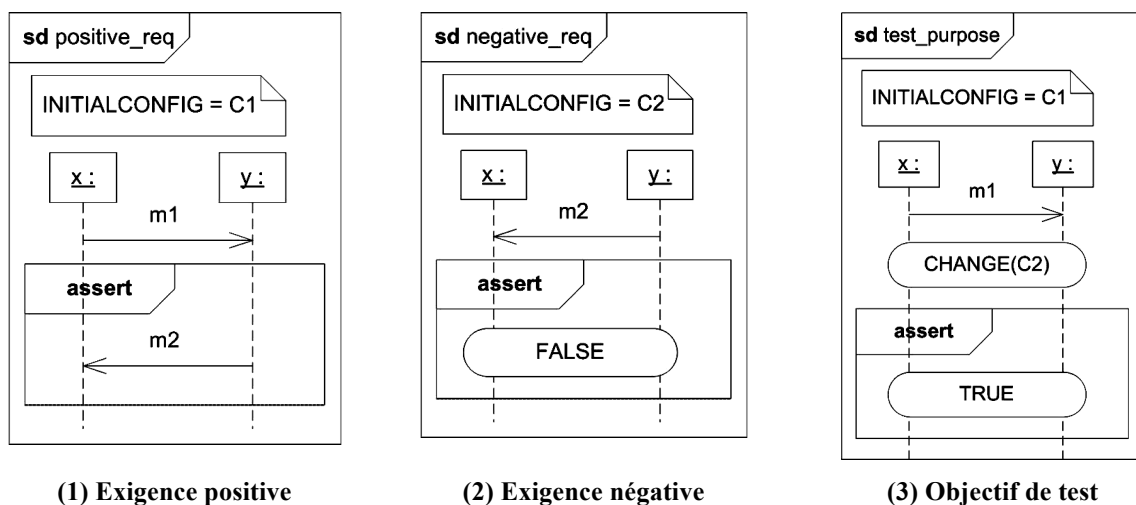 sd positive_req
INITIALCONFIG = C1
x :
y :
m1
assert
m2
(1) Exigence positive
sd negative_req
INITIALCONFIG = C2
x :
y :
m2
assert
FALSE
(2) Exigence négative
sd test_purpose
INITIALCONFIG = C1
x :
y :
m1
CHANGE(C2)
assert
TRUE
(3) Objectif de test